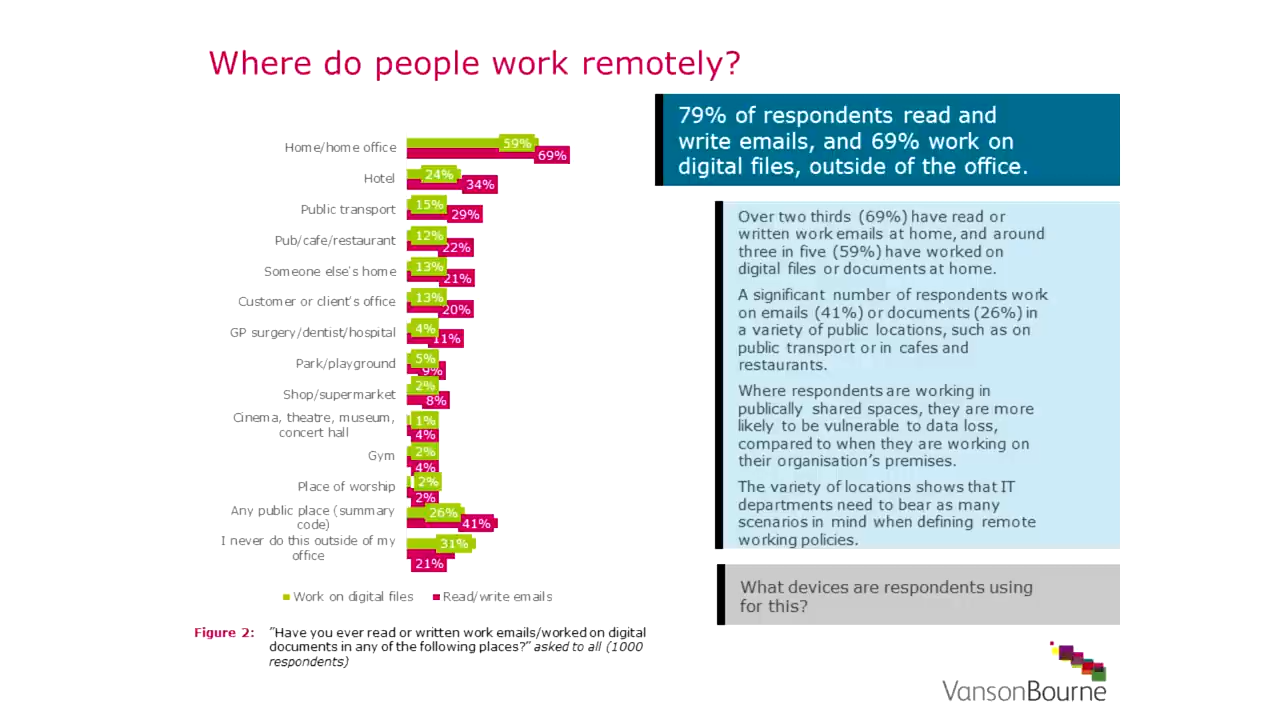 Where do people work remotely?
79% of respondents read and
write emails, and 69% work on
digital files, outside of the office.
Home/home office
59%
69%
Hotel
24%
34%
Public transport
15%
29%
Pub/cafe/restaurant
12%
22%
Someone else's home
13%
21%
Customer or client's office
13%
20%
GP surgery/dentist/hospital
4%
11%
Park/playground
5%
9%
Shop/supermarket
2%
8%
Cinema, theatre, museum,
concert hall
1%
4%
Gym
2%
4%
Place of worship
2%
2%
Any public place (summary
code)
26%
41%
I never do this outside of my
office
31%
21%
Work on digital files
Read/write emails
Figure 2: "Have you ever read or written work emails/worked on digital
documents in any of the following places?" asked to all (1000
respondents)
Over two thirds (69%) have read or
written work emails at home, and around
three in five (59%) have worked on
digital files or documents at home.
A significant number of respondents work
on emails (41%) or documents (26%) in
a variety of public locations, such as on
public transport or in cafes and
restaurants.
Where respondents are working in
publically shared spaces, they are more
likely to be vulnerable to data loss,
compared to when they are working on
their organisation's premises.
The variety of locations shows that IT
departments need to bear as many
scenarios in mind when defining remote
working policies.
What devices are respondents using
for this?
VansonBourne